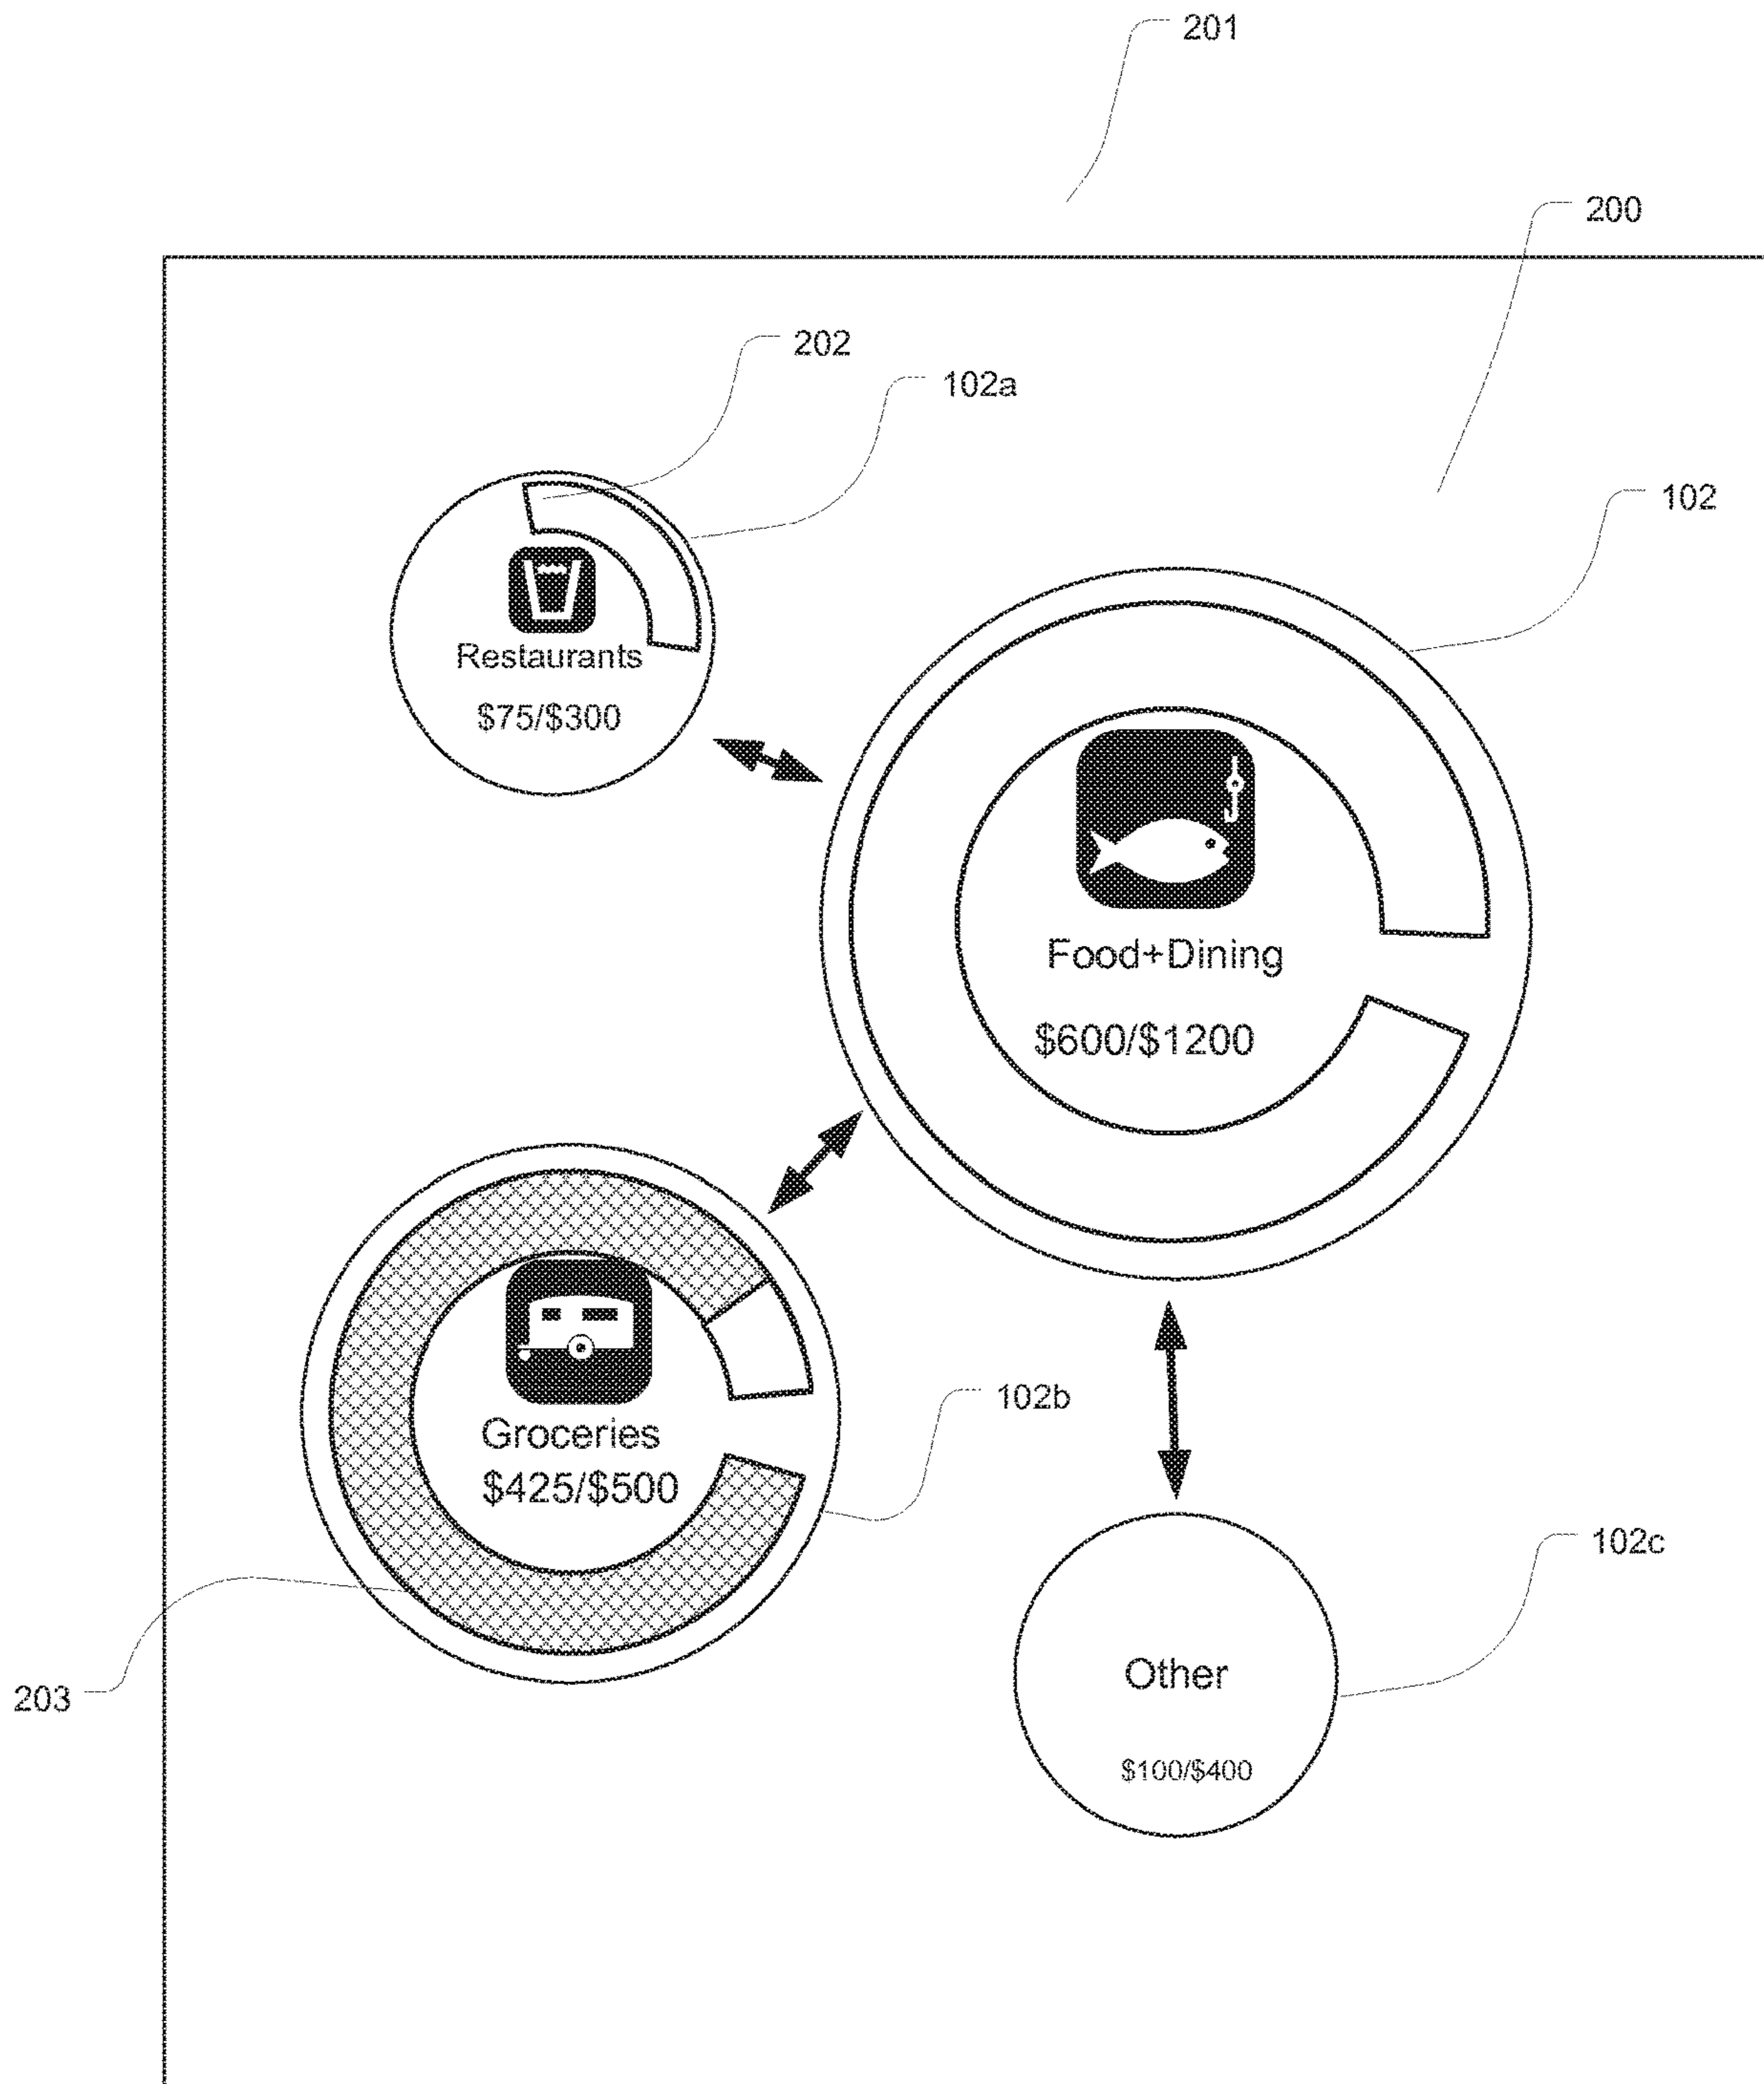 201
200
202
102a
102
Restaurants
$75/$300
Food+Dining
$600/$1200
102b
Groceries
$425/$500
102c
203
Other
$100/$400